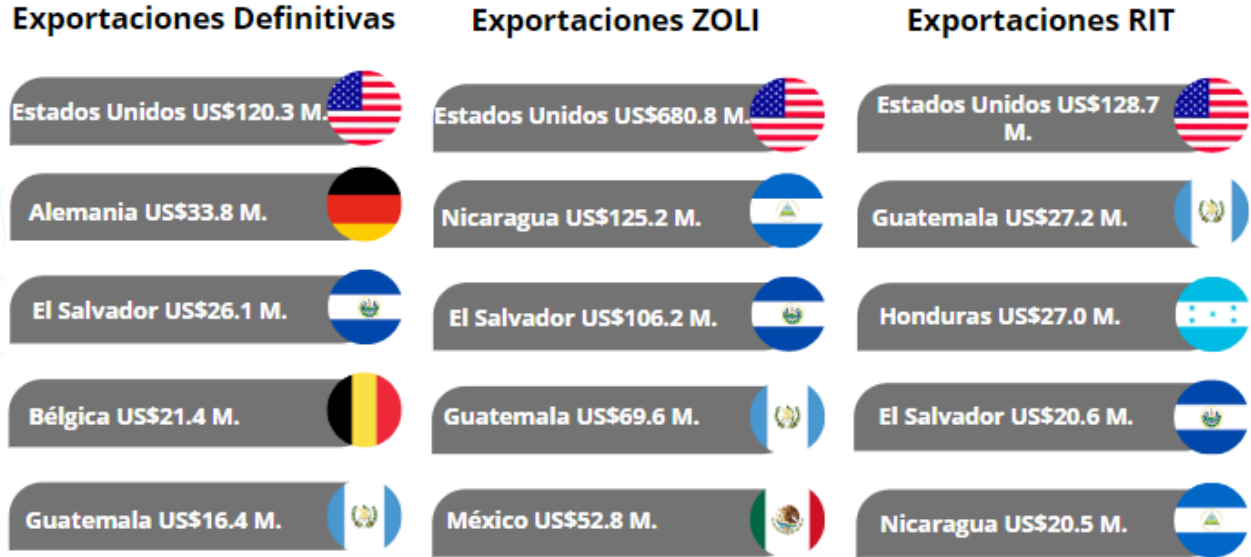 Exportaciones Definitivas
Estados Unidos US$120.3 M.
Alemania US$33.8 M.
El Salvador US$26.1 M.
Bélgica US$21.4 M.
Guatemala US$16.4 M.
Exportaciones ZOLI
Estados Unidos US$680.8 M.
Nicaragua US$125.2 M.
El Salvador US$106.2 M.
Guatemala US$69.6 M.
México US$52.8 M.
Exportaciones RIT
Estados Unidos US$128.7
M.
Guatemala US$27.2 M.
Honduras US$27.0 M.
El Salvador US$20.6 M.
Nicaragua US$20.5 M.